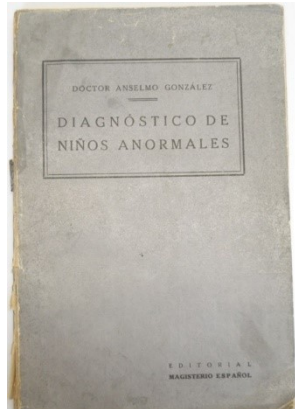 DOCTOR ANSELMO GONZÁLEZ
DIAGNÓSTICO DE
NIÑOS ANORMALES
EDITORIAL
MAGISTERIO ESPAÑOL